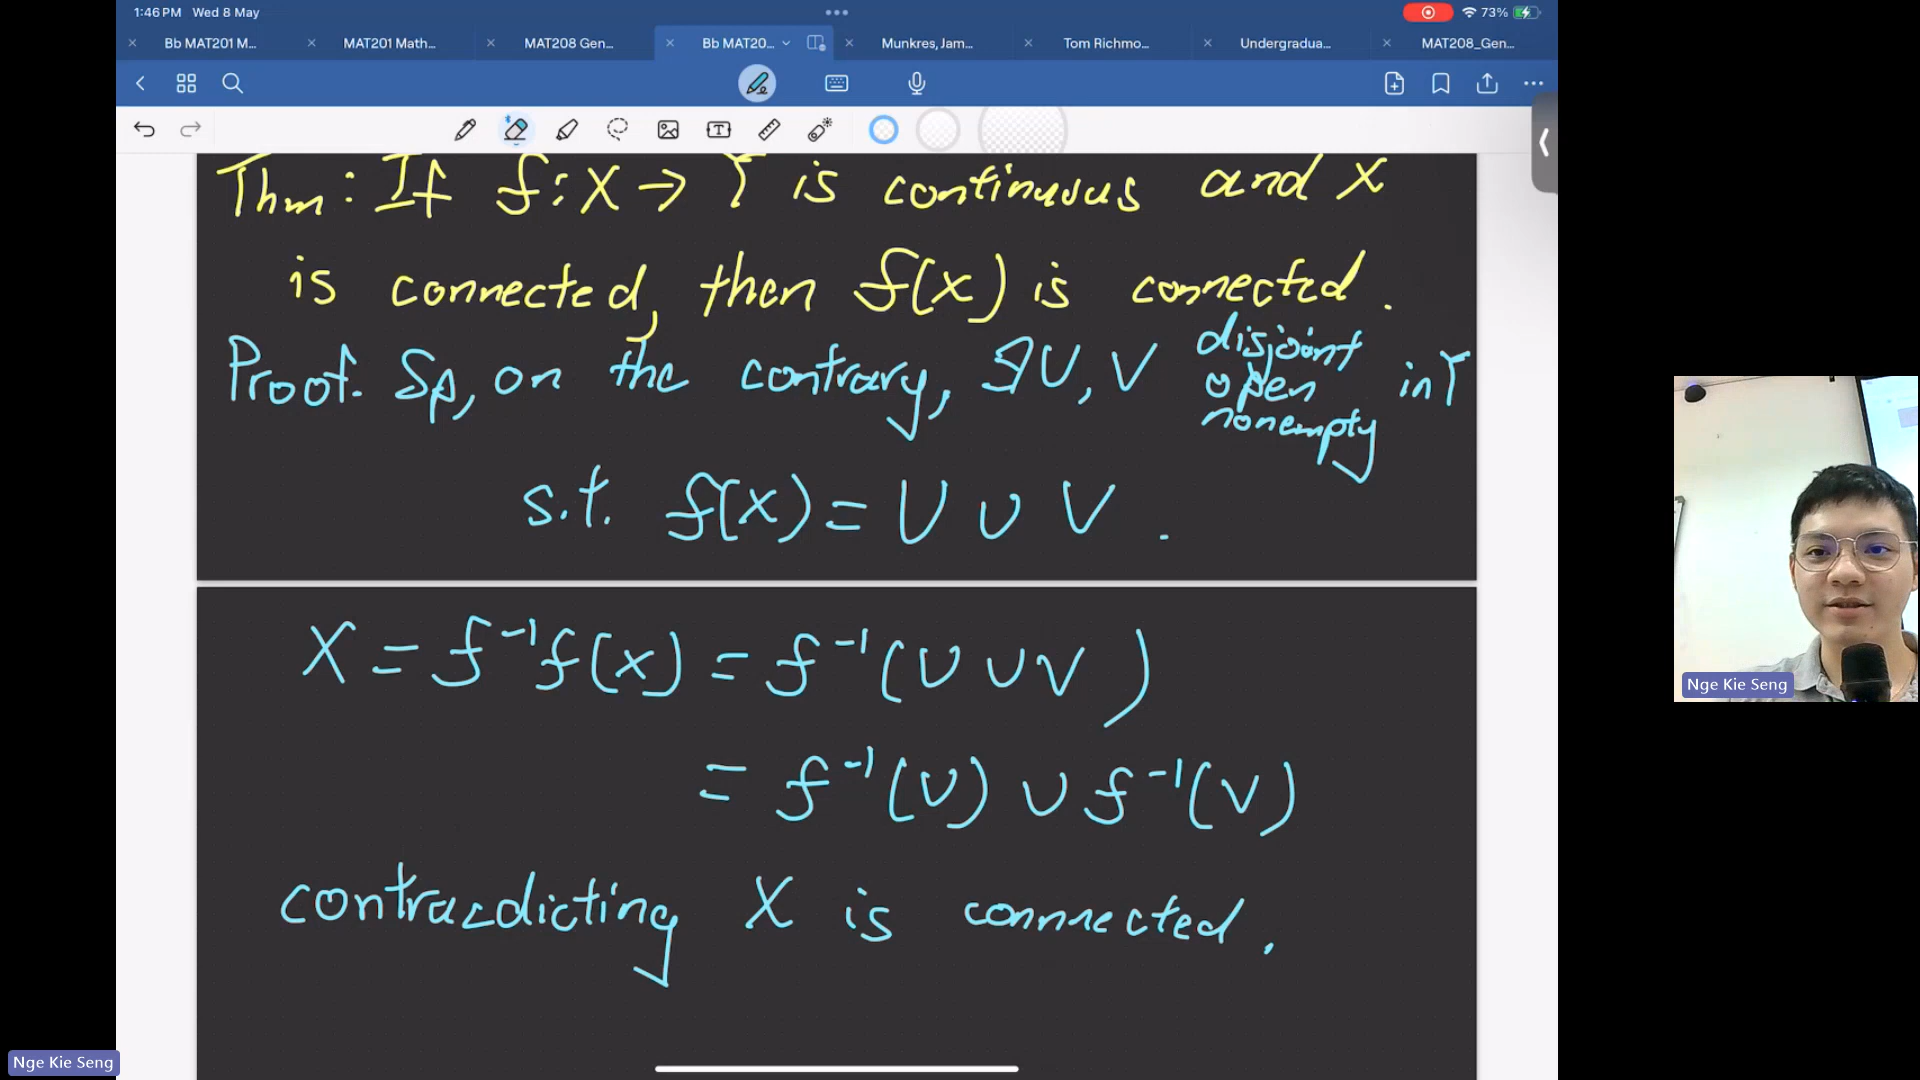 1:46 PM Wed 8 May
73%
Bb MAT201 M... MAT201 Math... MAT208 Gen... Bb MAT20... Munkres, Jam... Tom Richmo... Undergradua... MAT208_Gen...
Thm: If f: X → Y is continuous and X
is connected, then f(X) is connected.
Proof. Sp, on the contrary, ∃U, V disjoint open nonempty in Y
s.t. f(X) = U ∪ V.
X = f⁻¹f(X) = f⁻¹(U ∪ V)
= f⁻¹(U) ∪ f⁻¹(V)
contracdicting X is connected.
Nge Kie Seng
Nge Kie Seng